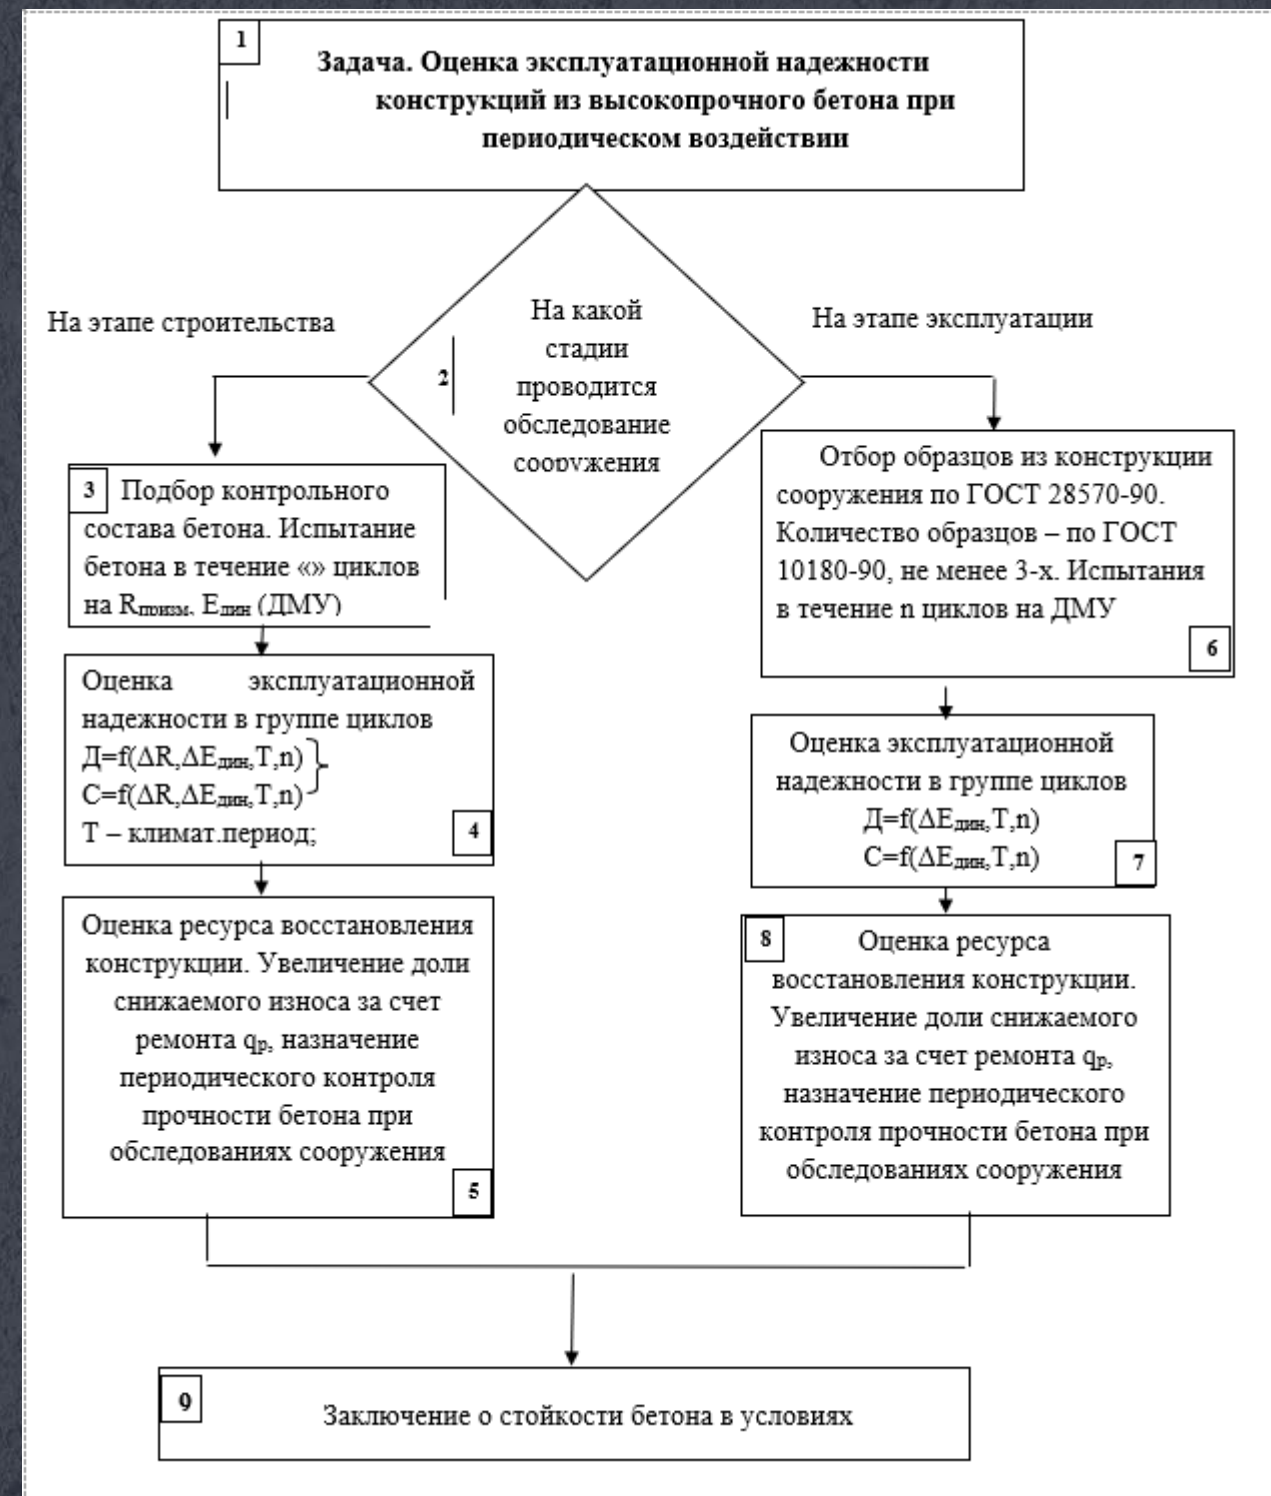 1
Задача. Оценка эксплуатационной надежности
конструкций из высокопрочного бетона при
периодическом воздействии
На этапе строительства
На этапе эксплуатации
2
На какой
стадии
проводится
обследование
сооружения
3
Подбор контрольного
состава бетона. Испытание
бетона в течение «» циклов
на Rпризм, Един (ДМУ)
Оценка эксплуатационной
надежности в группе циклов
Д=f(ΔR,ΔЕдин,Т,n)
С=f(ΔR,ΔЕдин,Т,n)
Т – климат.период;
4
Оценка ресурса восстановления
конструкции. Увеличение доли
снижаемого износа за счет
ремонта qр, назначение
периодического контроля
прочности бетона при
обследованиях сооружения
5
Отбор образцов из конструкции
сооружения по ГОСТ 28570-90.
Количество образцов – по ГОСТ
10180-90, не менее 3-х. Испытания
в течение n циклов на ДМУ
6
Оценка эксплуатационной
надежности в группе циклов
Д=f(ΔЕдин,Т,n)
С=f(ΔЕдин,Т,n)
7
8
Оценка ресурса
восстановления конструкции.
Увеличение доли снижаемого
износа за счет ремонта qр,
назначение периодического
контроля прочности бетона при
обследованиях сооружения
9
Заключение о стойкости бетона в условиях